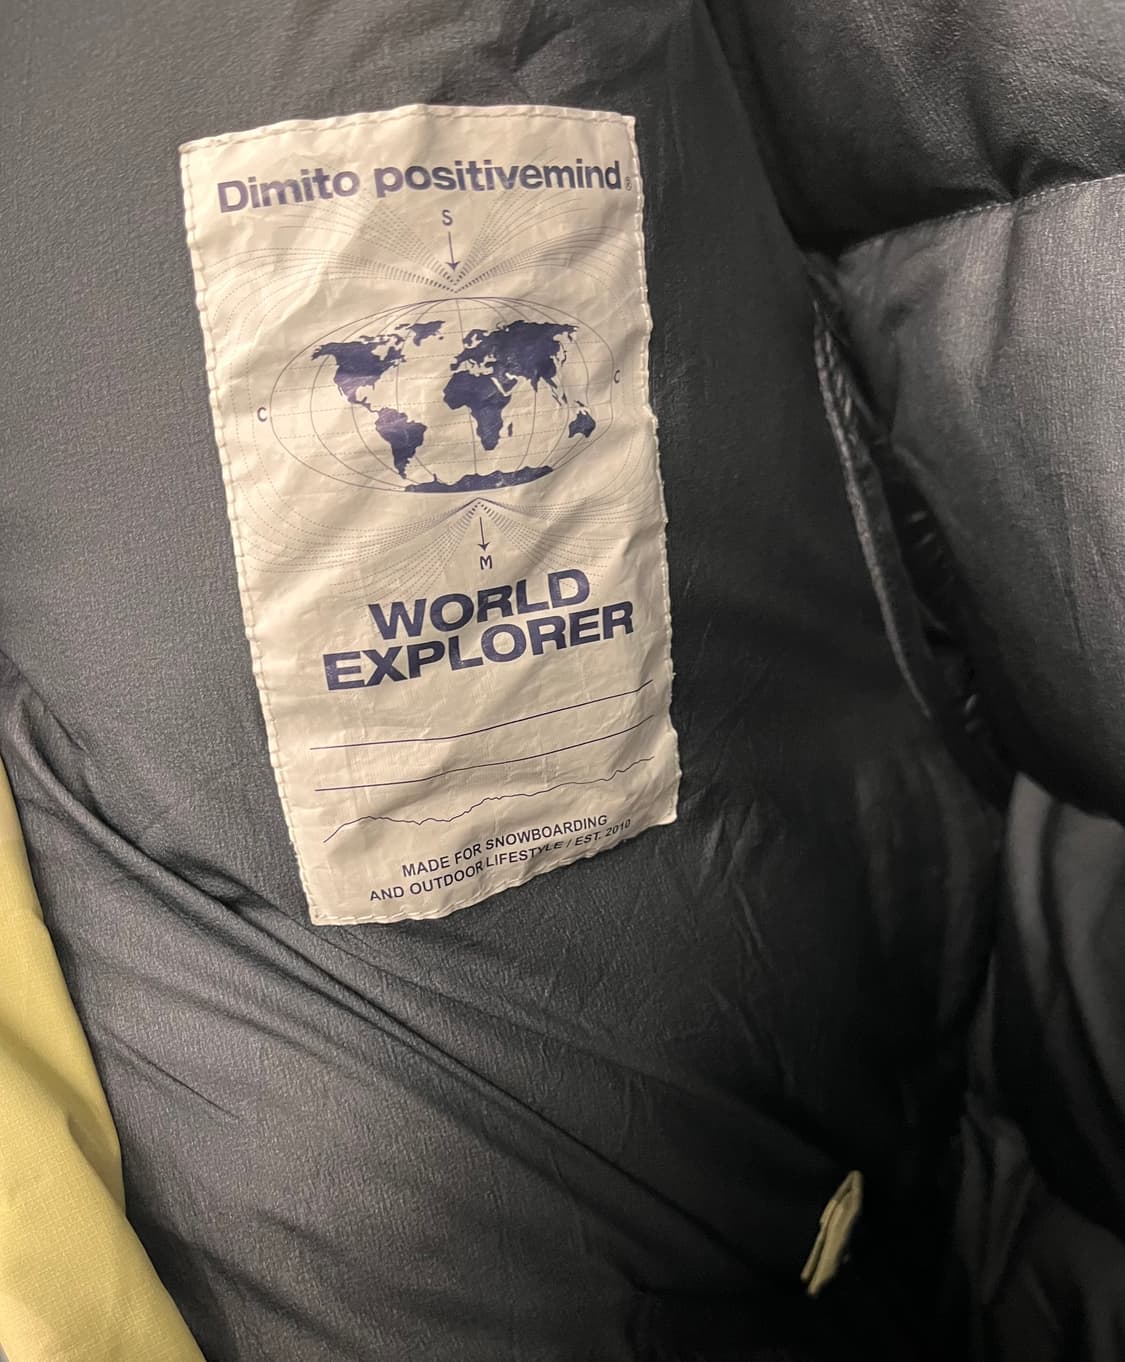 Dimito positivemind®
S
C
C
M
WORLD
EXPLORER
MADE FOR SNOWBOARDING
AND OUTDOOR LIFESTYLE / EST. 2010